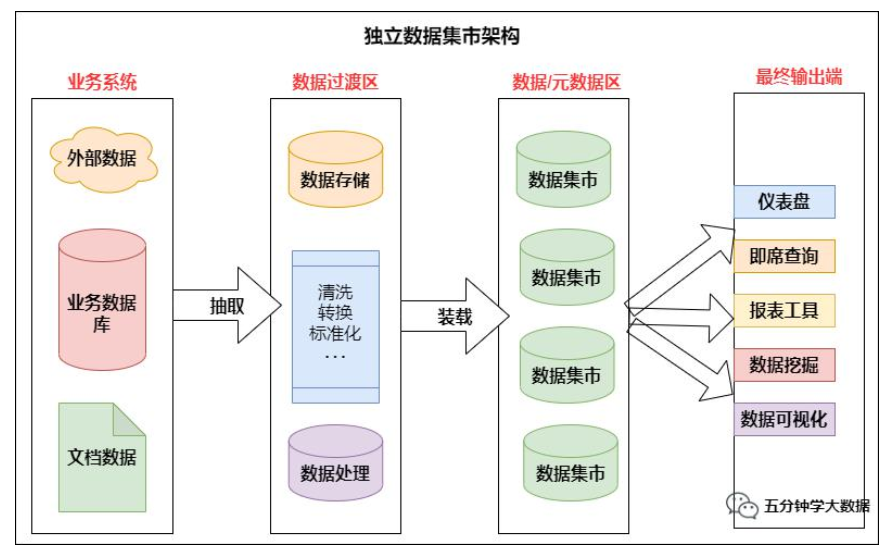 独立数据集市架构
业务系统
外部数据
业务数据
库
文档数据
抽取
数据过渡区
数据存储
清洗
转换
标准化
...
数据处理
装载
数据/元数据区
数据集市
数据集市
数据集市
数据集市
最终输出端
仪表盘
即席查询
报表工具
数据挖掘
数据可视化
五分钟学大数据